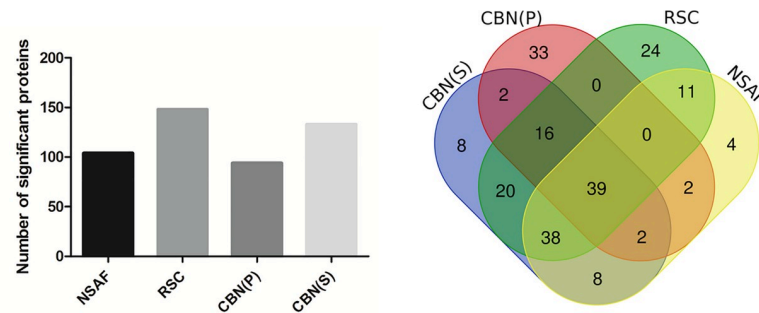 Number of significant proteins
200
150
100
50
0
NSAF
RSC
CBN(P)
CBN(S)
CBN(S)
CBN(P)
RSC
NSAF
33
24
2
0
11
8
16
0
4
20
39
2
38
2
8